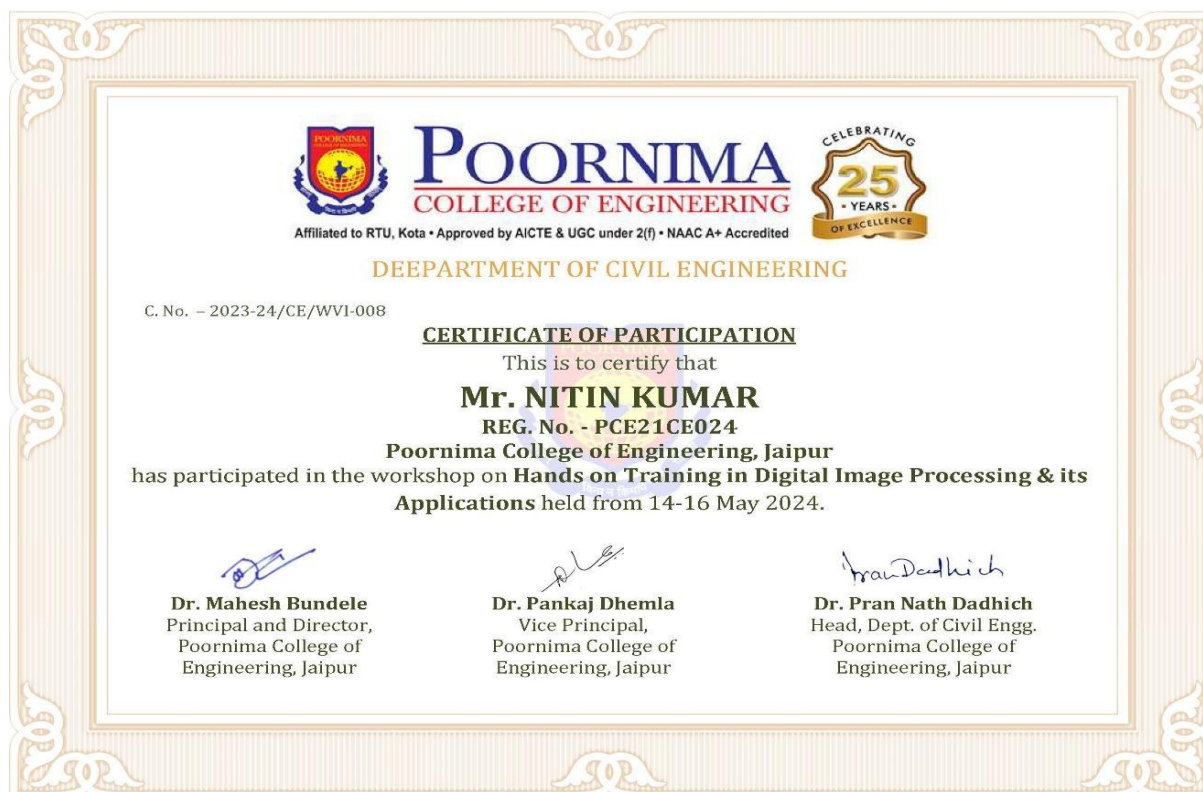 POORNIMA
POORNIMA
COLLEGE OF ENGINEERING
Affiliated to RTU, Kota • Approved by AICTE & UGC under 2(f) • NAAC A+ Accredited
CELEBRATING
25
- YEARS -
OF EXCELLENCE
DEEPARTMENT OF CIVIL ENGINEERING
C. No. – 2023-24/CE/WVI-008
CERTIFICATE OF PARTICIPATION
This is to certify that
Mr. NITIN KUMAR
REG. No. - PCE21CE024
Poornima College of Engineering, Jaipur
has participated in the workshop on Hands on Training in Digital Image Processing & its
Applications held from 14-16 May 2024.
Dr. Mahesh Bundele
Principal and Director,
Poornima College of
Engineering, Jaipur
Dr. Pankaj Dhemla
Vice Principal,
Poornima College of
Engineering, Jaipur
Dr. Pran Nath Dadhich
Head, Dept. of Civil Engg.
Poornima College of
Engineering, Jaipur